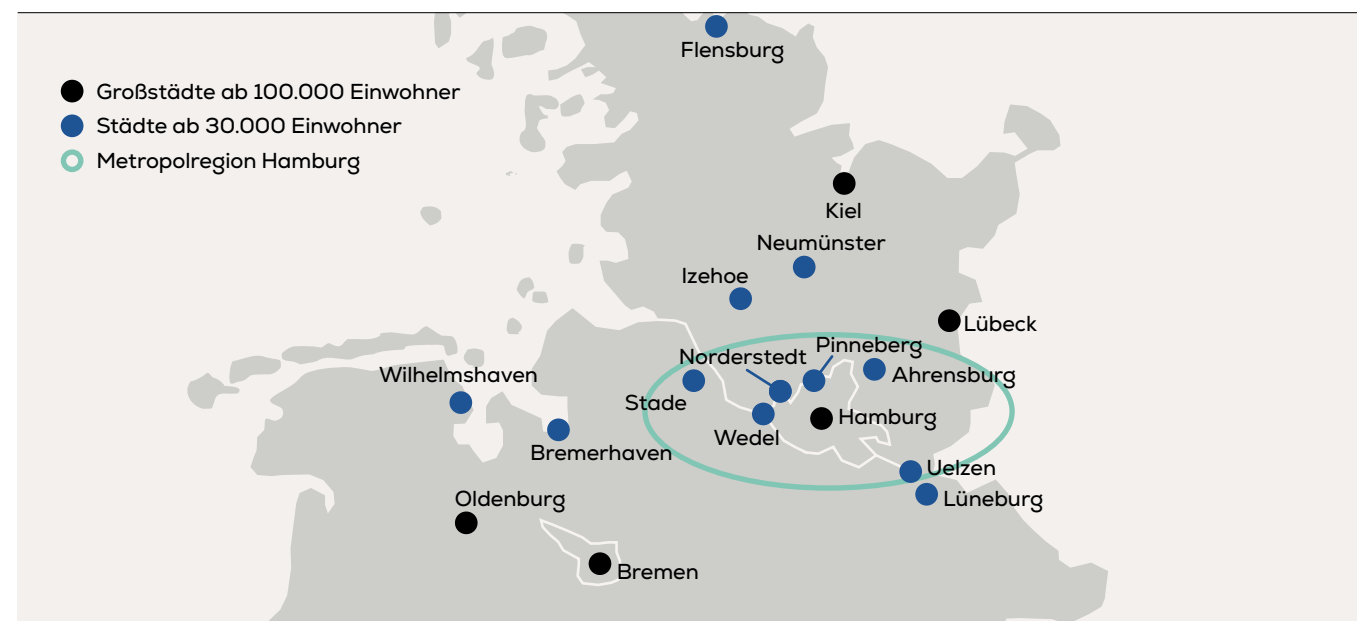 Flensburg
Großstädte ab 100.000 Einwohner
Städte ab 30.000 Einwohner
Metropolregion Hamburg
Kiel
Neumünster
Izehoe
Lübeck
Pinneberg
Norderstedt
Wilhelmshaven
Ahrensburg
Stade
Hamburg
Wedel
Bremerhaven
Uelzen
Oldenburg
Lüneburg
Bremen